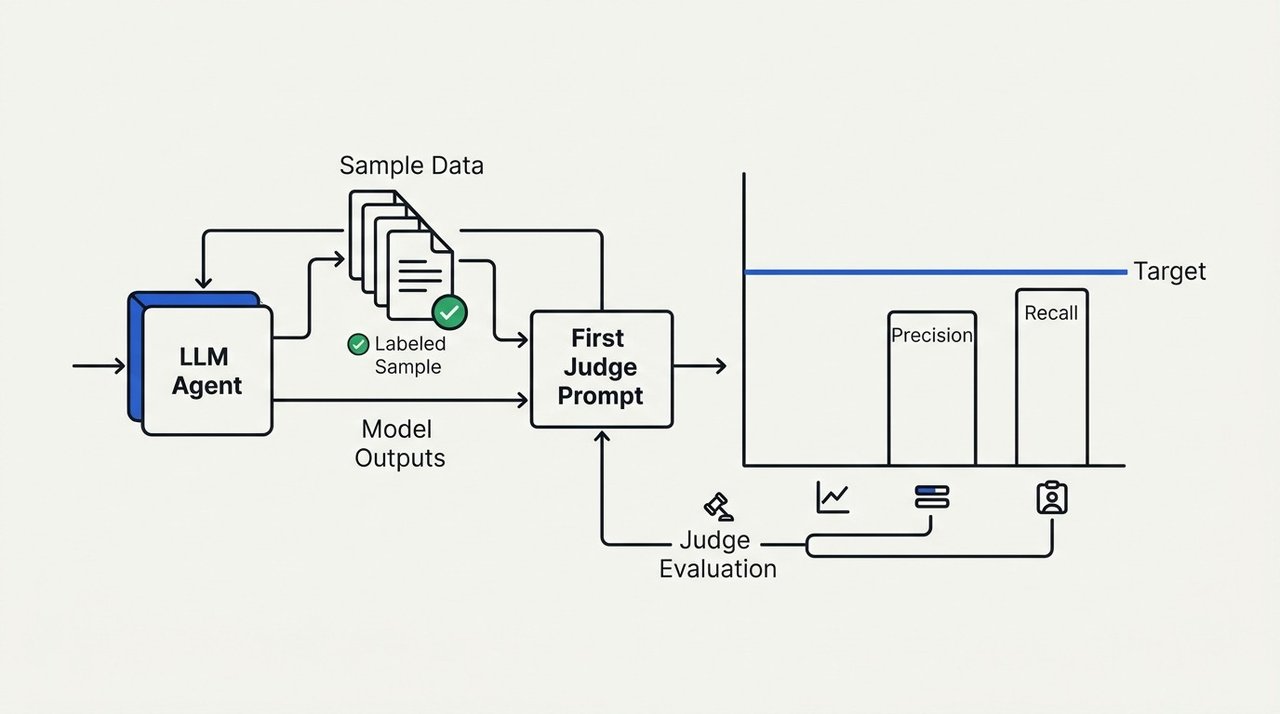 Sample Data
LLM
Agent
Labeled
Sample
Model
Outputs
First
Judge
Prompt
Target
Precision
Recall
Judge
Evaluation